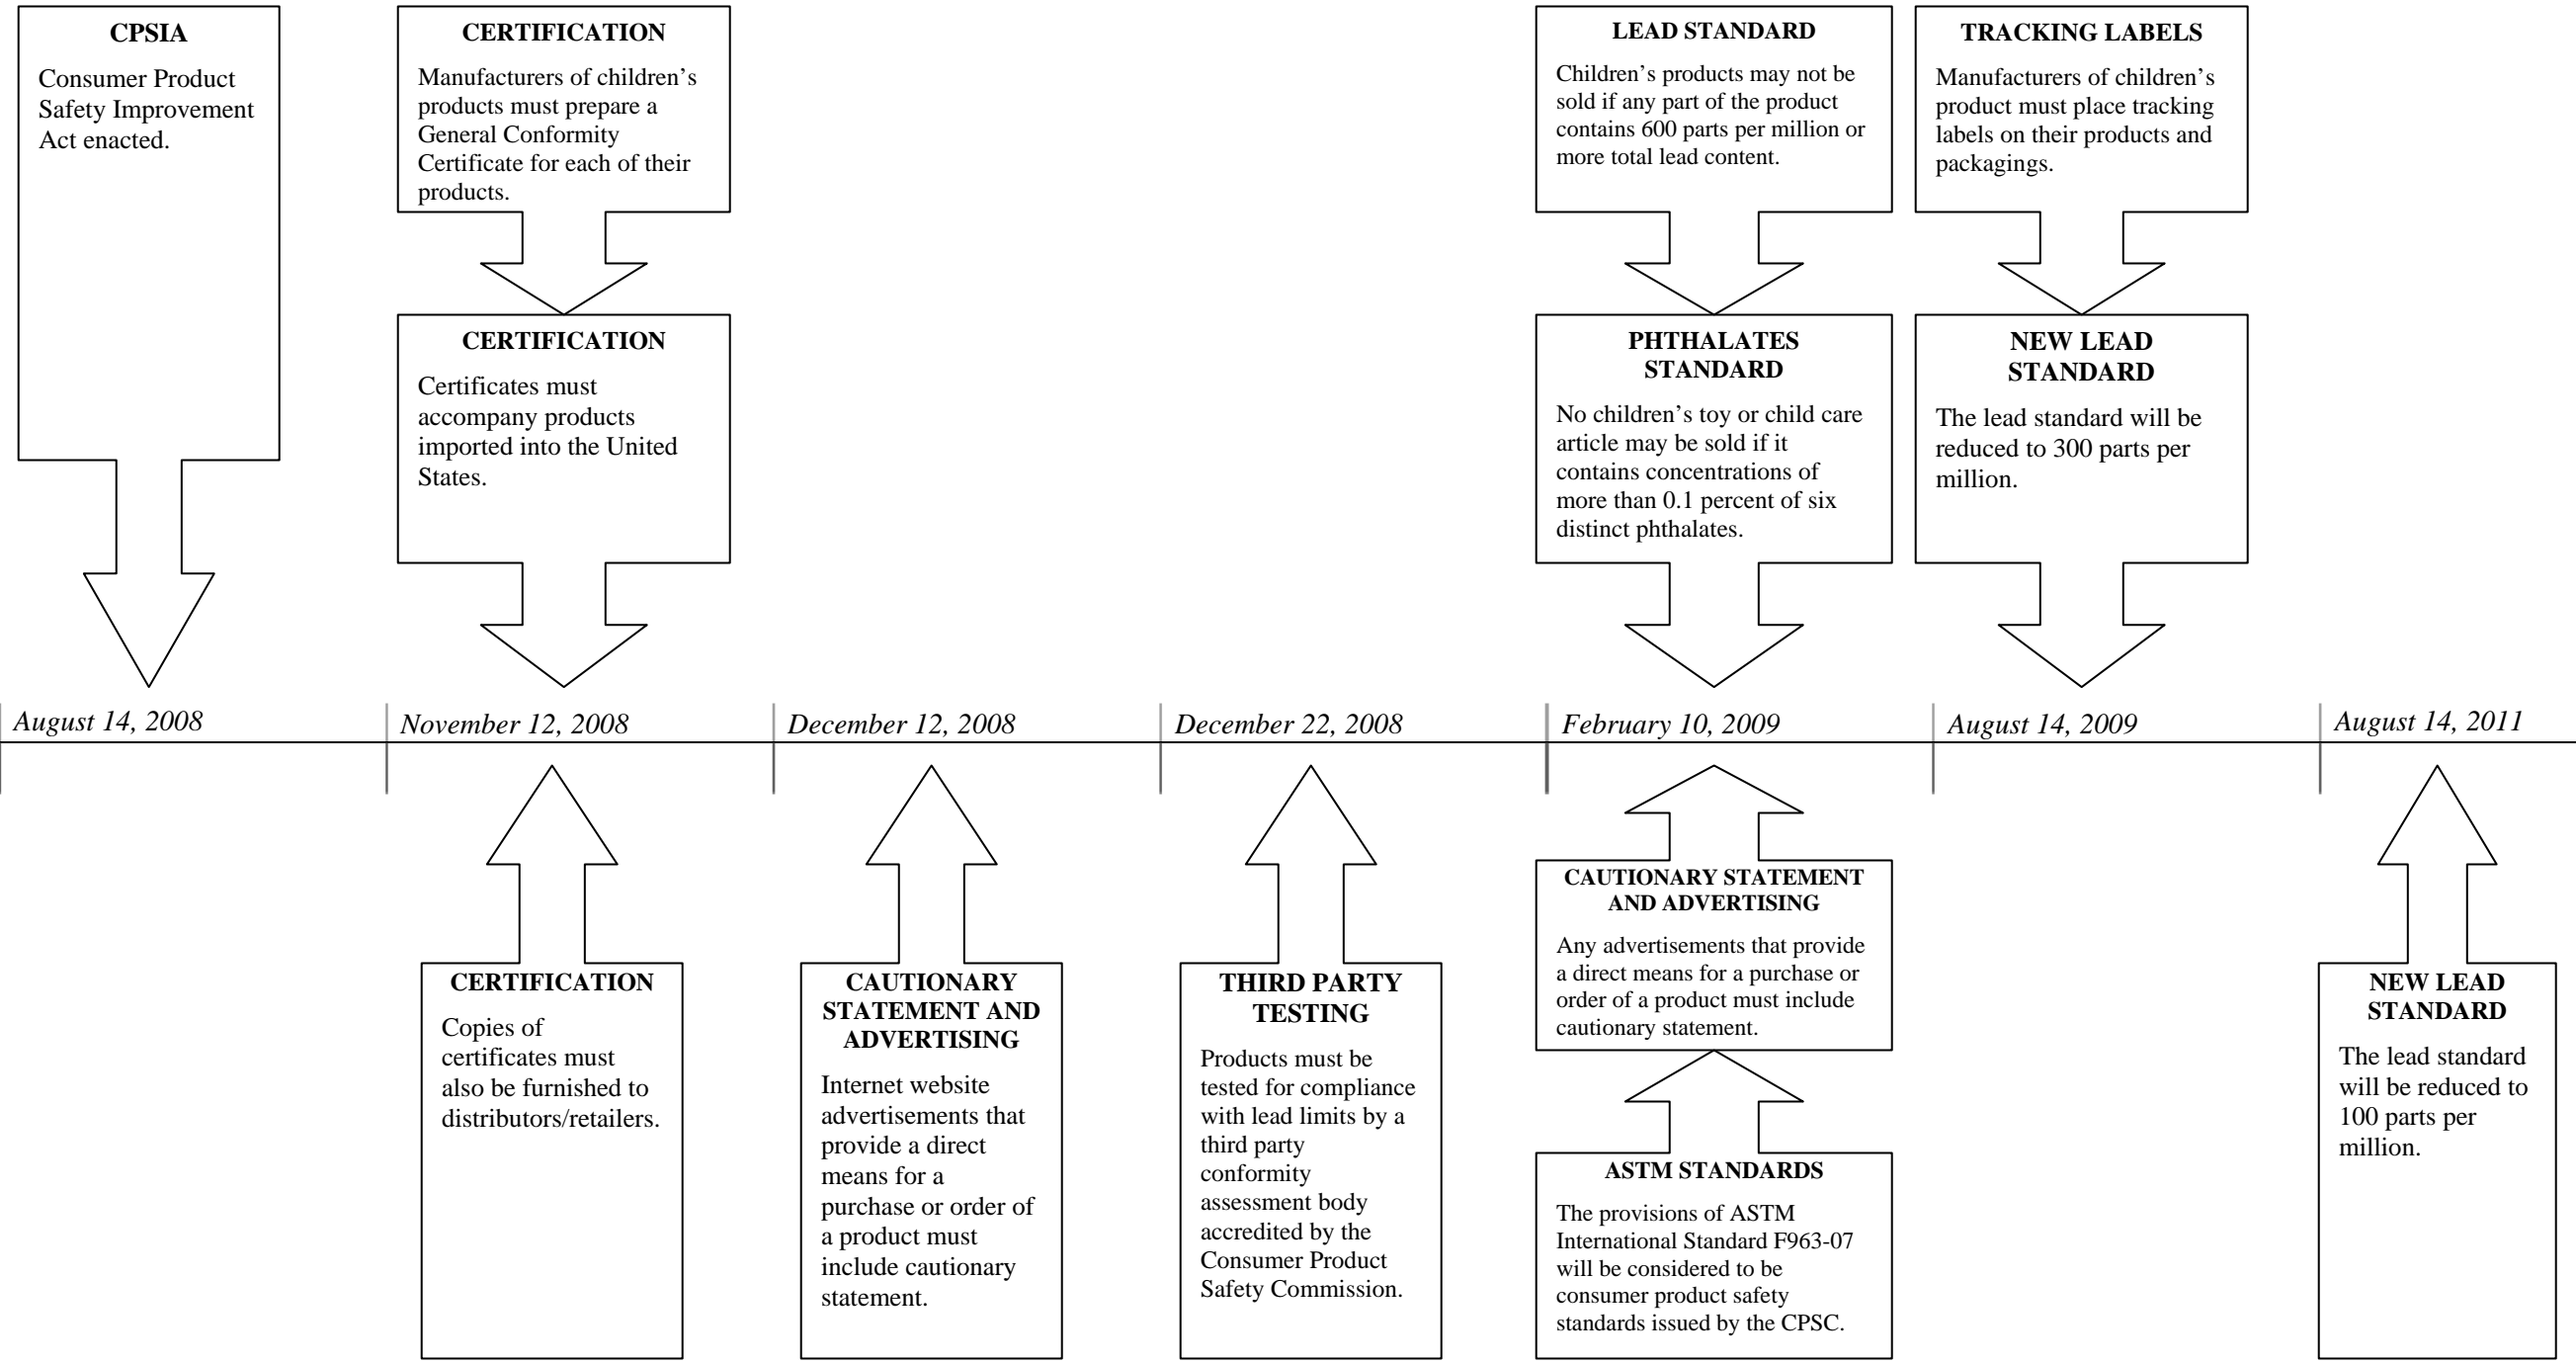 CPSIA
Consumer Product
Safety Improvement
Act enacted.
CERTIFICATION
Manufacturers of children’s
products must prepare a
General Conformity
Certificate for each of their
products.
CERTIFICATION
Certificates must
accompany products
imported into the United
States.
LEAD STANDARD
Children’s products may not be
sold if any part of the product
contains 600 parts per million or
more total lead content.
PHTHALATES
STANDARD
No children’s toy or child care
article may be sold if it
contains concentrations of
more than 0.1 percent of six
distinct phthalates.
TRACKING LABELS
Manufacturers of children’s
product must place tracking
labels on their products and
packagings.
NEW LEAD
STANDARD
The lead standard will be
reduced to 300 parts per
million.
August 14, 2008
November 12, 2008
December 12, 2008
December 22, 2008
February 10, 2009
August 14, 2009
August 14, 2011
CERTIFICATION
Copies of
certificates must
also be furnished to
distributors/retailers.
CAUTIONARY
STATEMENT AND
ADVERTISING
Internet website
advertisements that
provide a direct
means for a
purchase or order of
a product must
include cautionary
statement.
THIRD PARTY
TESTING
Products must be
tested for compliance
with lead limits by a
third party
conformity
assessment body
accredited by the
Consumer Product
Safety Commission.
CAUTIONARY STATEMENT
AND ADVERTISING
Any advertisements that provide
a direct means for a purchase or
order of a product must include
cautionary statement.
ASTM STANDARDS
The provisions of ASTM
International Standard F963-07
will be considered to be
consumer product safety
standards issued by the CPSC.
NEW LEAD
STANDARD
The lead standard
will be reduced to
100 parts per
million.